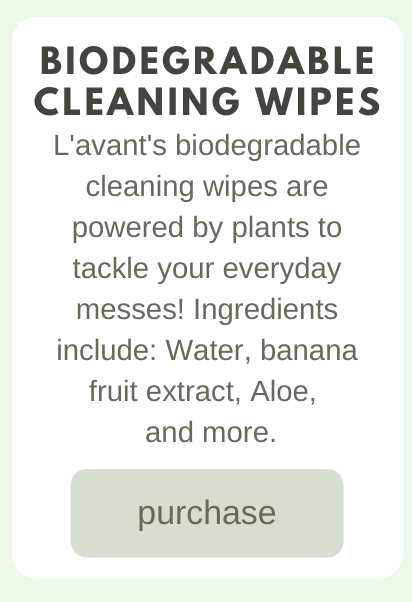 BIODEGRADABLE
CLEANING WIPES
L'avant's biodegradable
cleaning wipes are
powered by plants to
tackle your everyday
messes! Ingredients
include: Water, banana
fruit extract, Aloe,
and more.
purchase